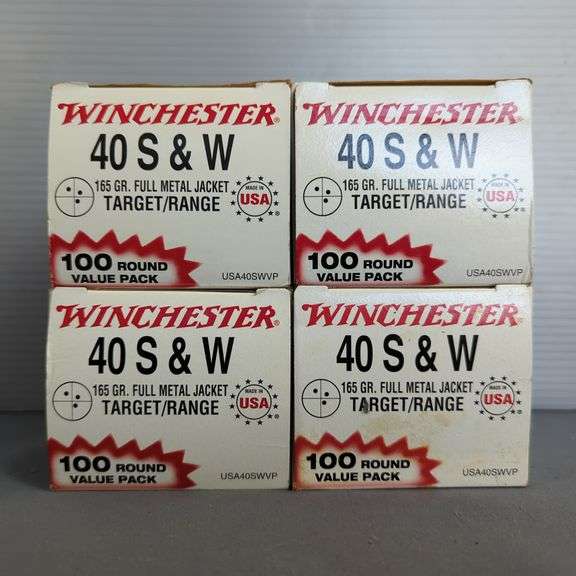 WINCHESTER®
40 S & W
165 GR. FULL METAL JACKET
TARGET/RANGE
MADE IN
USA
100 ROUND
VALUE PACK
USA40SWVP
WINCHESTER®
40 S & W
165 GR. FULL METAL JACKET
TARGET/RANGE
MADE IN
USA
100 ROUND
VALUE PACK
USA40SWVP
WINCHESTER®
40 S & W
165 GR. FULL METAL JACKET
TARGET/RANGE
MADE IN
USA
100 ROUND
VALUE PACK
USA40SWVP
WINCHESTER®
40 S & W
165 GR. FULL METAL JACKET
TARGET/RANGE
MADE IN
USA
100 ROUND
VALUE PACK
USA40SWVP